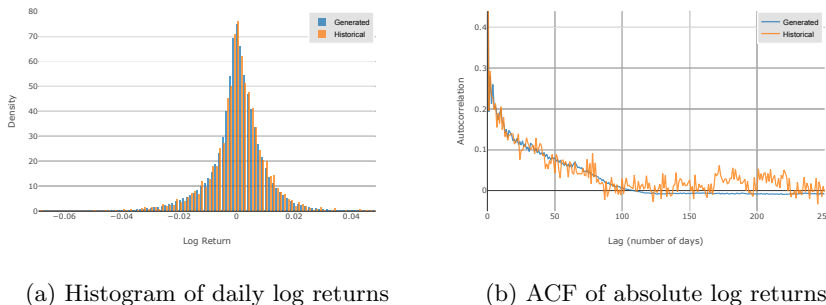 80
70
60
50
40
30
20
10
0
Density
−0.06
−0.04
−0.02
0
0.02
0.04
Log Return
Generated
Historical
0.4
0.3
0.2
0.1
0
Autocorrelation
0
50
100
150
200
25
Lag (number of days)
Generated
Historical
(a) Histogram of daily log returns
(b) ACF of absolute log returns